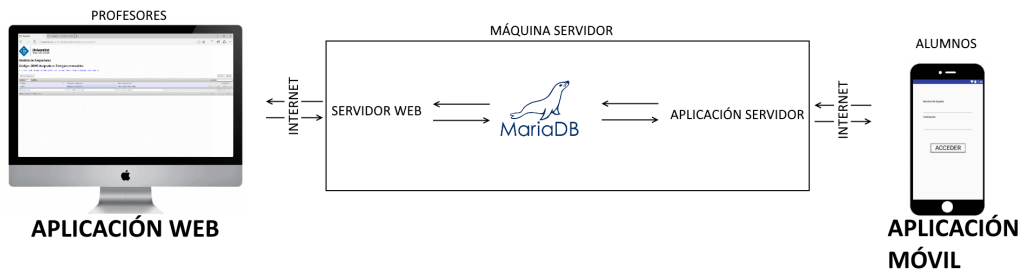 PROFESORES
MÁQUINA SERVIDOR
ALUMNOS
INTERNET
SERVIDOR WEB
MariaDB
APLICACIÓN SERVIDOR
INTERNET
ACCEDER
APLICACIÓN WEB
APLICACIÓN
MÓVIL